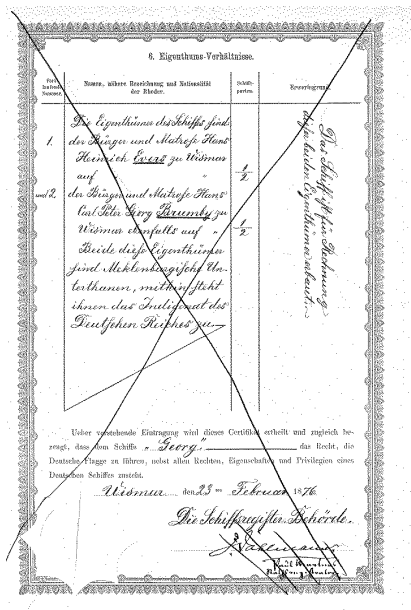 6. Eigenthums-Verhältnisse.
Fort-
laufende
Nummer.
Namen, nähere Bezeichnung und Nationalität
der Rheder.
Schiffs-
parten.
Erwerbsgrund.
Die Eigenthümer des Schiffs sind
1. der Bürger und Matrose Hans
Heinrich Evers zu Wismar
auf " 1/2
und 2. der Bürger und Matrose Hans
Carl Peter Georg Brumby zu
Wismar ebenfalls auf " 1/2
Beide diese Eigenthümer
sind Meklenburgische Un-
terthanen, mithin steht
ihnen das Indigenat des
Deutschen Reiches zu.
Das Schiff ist für Rechnung
dieser beiden Eigenthümer erbaut.
Ueber vorstehende Eintragung wird dieses Certifikat ertheilt und zugleich be-
zeugt, dass dem Schiffe „Georg" das Recht, die
Deutsche Flagge zu führen, nebst allen Rechten, Eigenschaften und Privilegien eines
Deutschen Schiffes zusteht.
Wismar den 23ten Februar 1876.
Die Schiffsregister-Behörde.